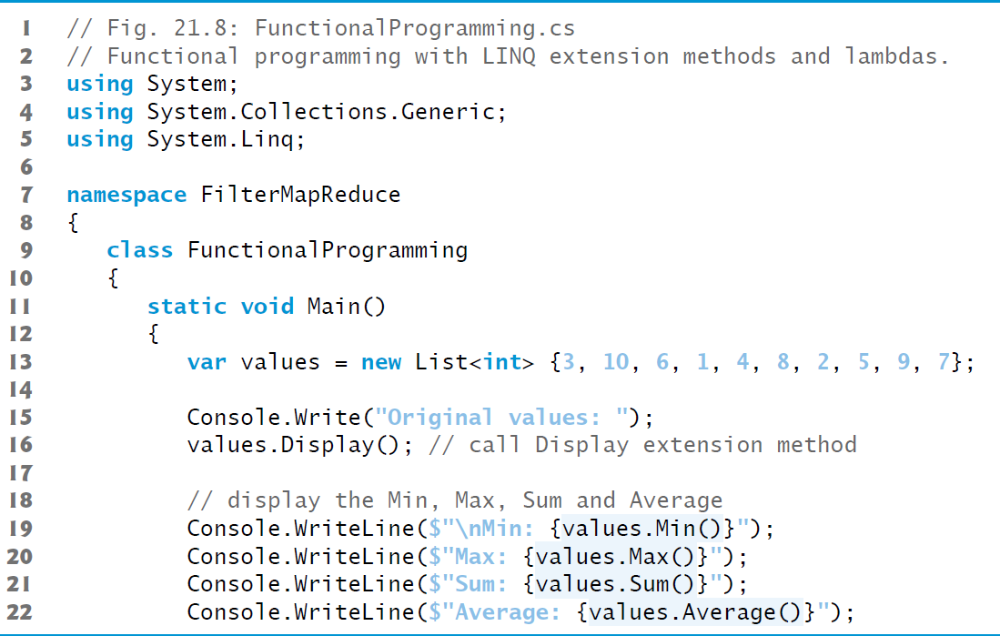 1 // Fig. 21.8: FunctionalProgramming.cs
2 // Functional programming with LINQ extension methods and lambdas.
3 using System;
4 using System.Collections.Generic;
5 using System.Linq;
6
7 namespace FilterMapReduce
8 {
9 class FunctionalProgramming
10 {
11 static void Main()
12 {
13 var values = new List<int> {3, 10, 6, 1, 4, 8, 2, 5, 9, 7};
14
15 Console.Write("Original values: ");
16 values.Display(); // call Display extension method
17
18 // display the Min, Max, Sum and Average
19 Console.WriteLine($"\nMin: {values.Min()}");
20 Console.WriteLine($"Max: {values.Max()}");
21 Console.WriteLine($"Sum: {values.Sum()}");
22 Console.WriteLine($"Average: {values.Average()}");